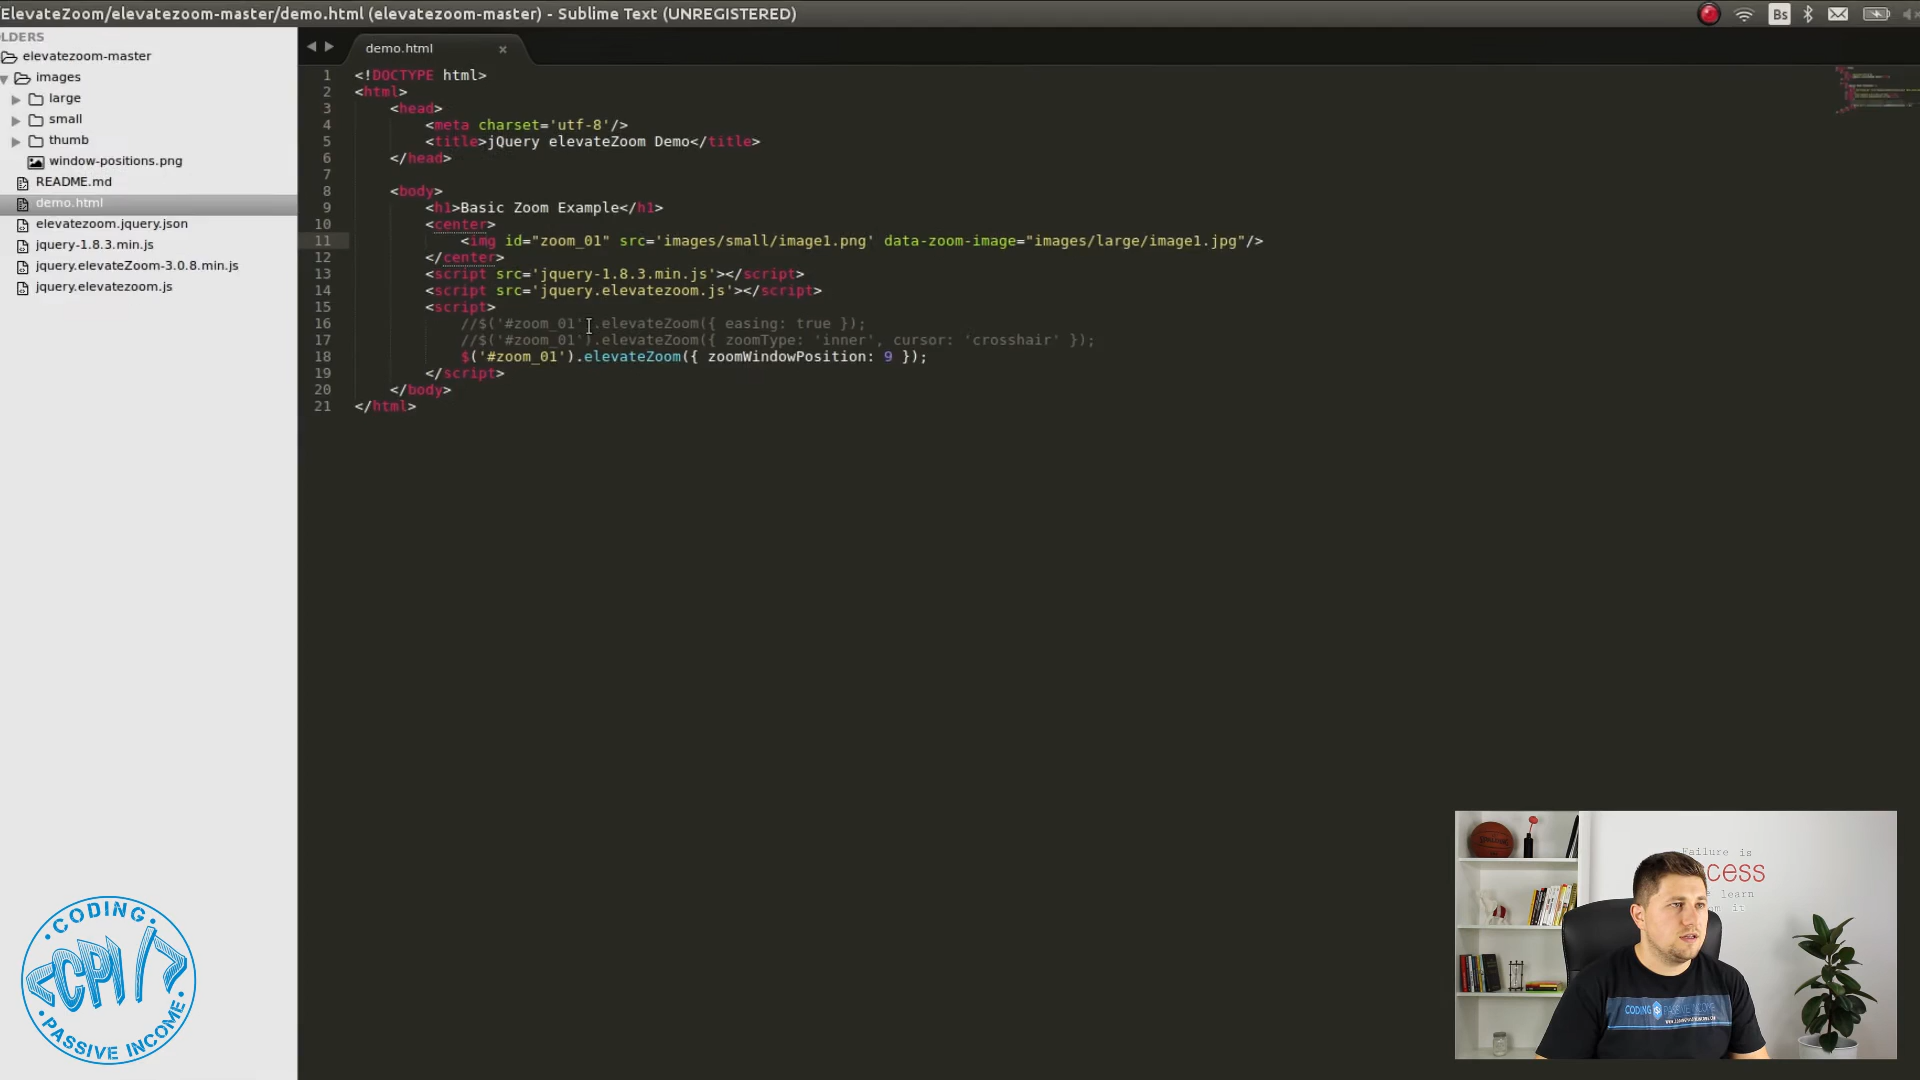 /ElevateZoom/elevatezoom-master/demo.html (elevatezoom-master) - Sublime Text (UNREGISTERED)
Bs
LDERS
elevatezoom-master
images
large
small
thumb
window-positions.png
README.md
demo.html
elevatezoom.jquery.json
jquery-1.8.3.min.js
jquery.elevateZoom-3.0.8.min.js
jquery.elevatezoom.js
demo.html ×
1 <!DOCTYPE html>
2 <html>
3 <head>
4 <meta charset='utf-8'/>
5 <title>jQuery elevateZoom Demo</title>
6 </head>
7
8 <body>
9 <h1>Basic Zoom Example</h1>
10 <center>
11 <img id="zoom_01" src='images/small/image1.png' data-zoom-image="images/large/image1.jpg"/>
12 </center>
13 <script src='jquery-1.8.3.min.js'></script>
14 <script src='jquery.elevatezoom.js'></script>
15 <script>
16 //$('#zoom_01').elevateZoom({ easing: true });
17 //$('#zoom_01').elevateZoom({ zoomType: 'inner', cursor: 'crosshair' });
18 $('#zoom_01').elevateZoom({ zoomWindowPosition: 9 });
19 </script>
20 </body>
21 </html>
CODING
<CPI/>
PASSIVE INCOME
Failure is
cess
learn
it
CODING PASSIVE INCOME